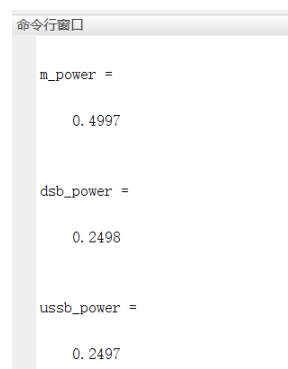 命令行窗口
m_power =
0.4997
dsb_power =
0.2498
ussb_power =
0.2497